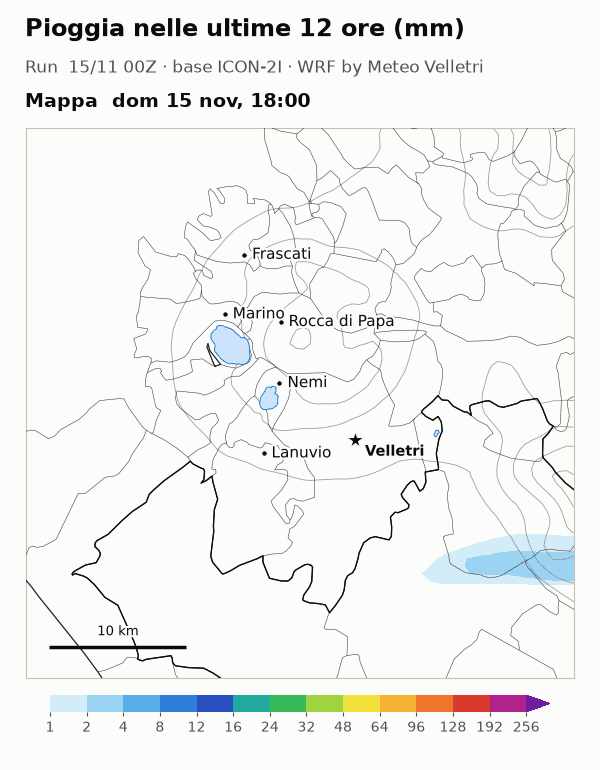 Pioggia nelle ultime 12 ore (mm)
Run  15/11 00Z · base ICON-2I · WRF by Meteo Velletri
Mappa  dom 15 nov, 18:00
Frascati
Marino
Rocca di Papa
Nemi
Velletri
Lanuvio
10 km
1 2 4 8 12 16 24 32 48 64 96 128 192 256